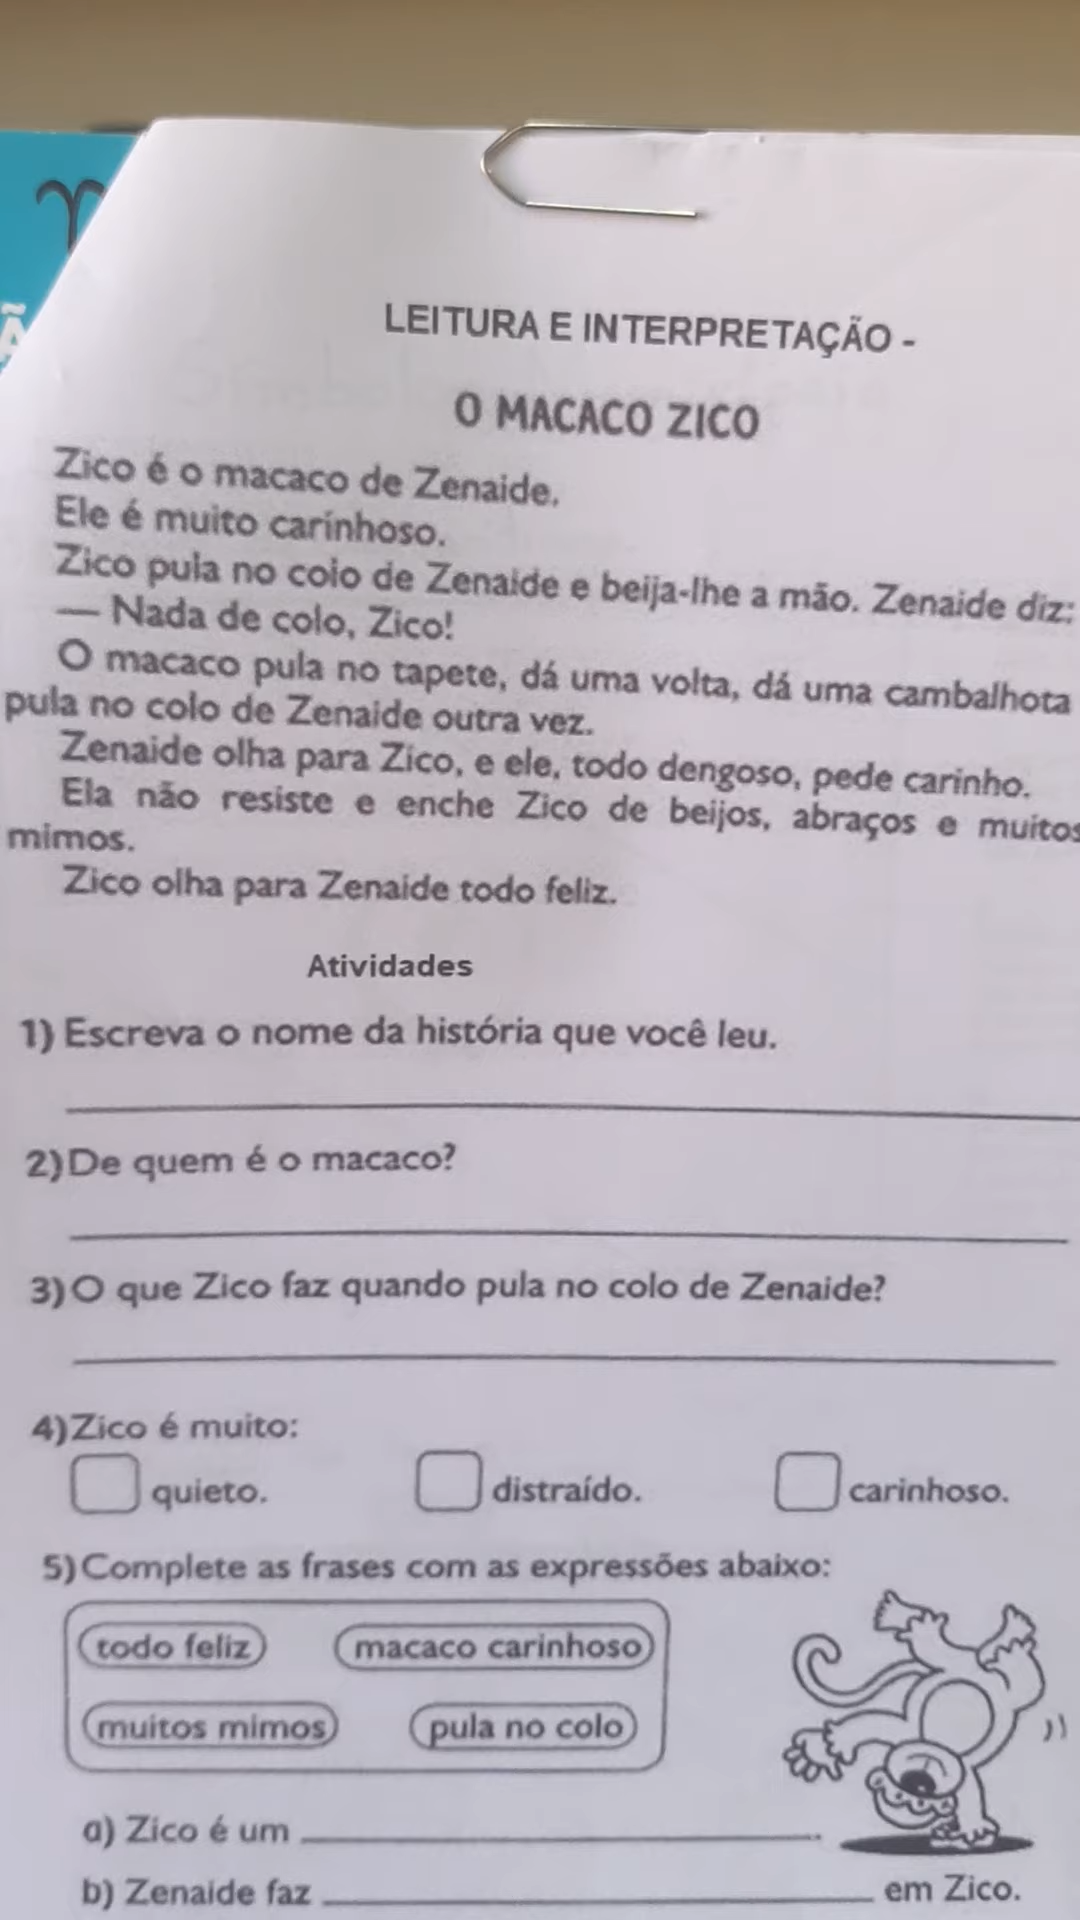 Ã
LEITURA E INTERPRETAÇÃO -
O MACACO ZICO
Zico é o macaco de Zenaide.
Ele é muito carinhoso.
Zico pula no colo de Zenaide e beija-lhe a mão. Zenaide diz:
— Nada de colo, Zico!
O macaco pula no tapete, dá uma volta, dá uma cambalhota
pula no colo de Zenaide outra vez.
Zenaide olha para Zico, e ele, todo dengoso, pede carinho.
Ela não resiste e enche Zico de beijos, abraços e muitos
mimos.
Zico olha para Zenaide todo feliz.
Atividades
1) Escreva o nome da história que você leu.
2) De quem é o macaco?
3) O que Zico faz quando pula no colo de Zenaide?
4) Zico é muito:
quieto. distraído. carinhoso.
5) Complete as frases com as expressões abaixo:
todo feliz macaco carinhoso
muitos mimos pula no colo
a) Zico é um ______.
b) Zenaide faz ______ em Zico.